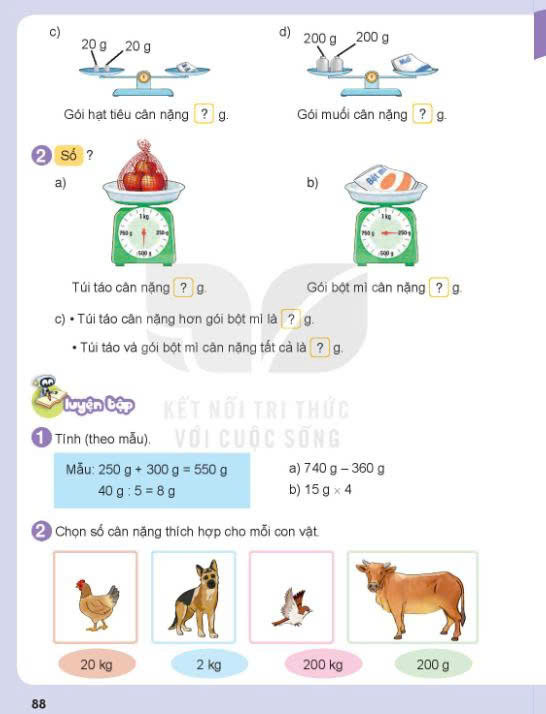 c)
20 g 20 g
Gói hạt tiêu cân nặng ? g.
d)
200 g 200 g
Muối
Gói muối cân nặng ? g.
2 Số ?
a)
1 kg
750 g 250 g
500 g
Túi táo cân nặng ? g.
b)
Bột mì
1 kg
750 g 250 g
500 g
Gói bột mì cân nặng ? g.
c) • Túi táo cân nặng hơn gói bột mì là ? g.
• Túi táo và gói bột mì cân nặng tất cả là ? g.
luyện tập
KẾT NỐI TRI THỨC
VỚI CUỘC SỐNG
1 Tính (theo mẫu).
Mẫu: 250 g + 300 g = 550 g
40 g : 5 = 8 g
a) 740 g – 360 g
b) 15 g × 4
2 Chọn số cân nặng thích hợp cho mỗi con vật.
20 kg 2 kg 200 kg 200 g
88